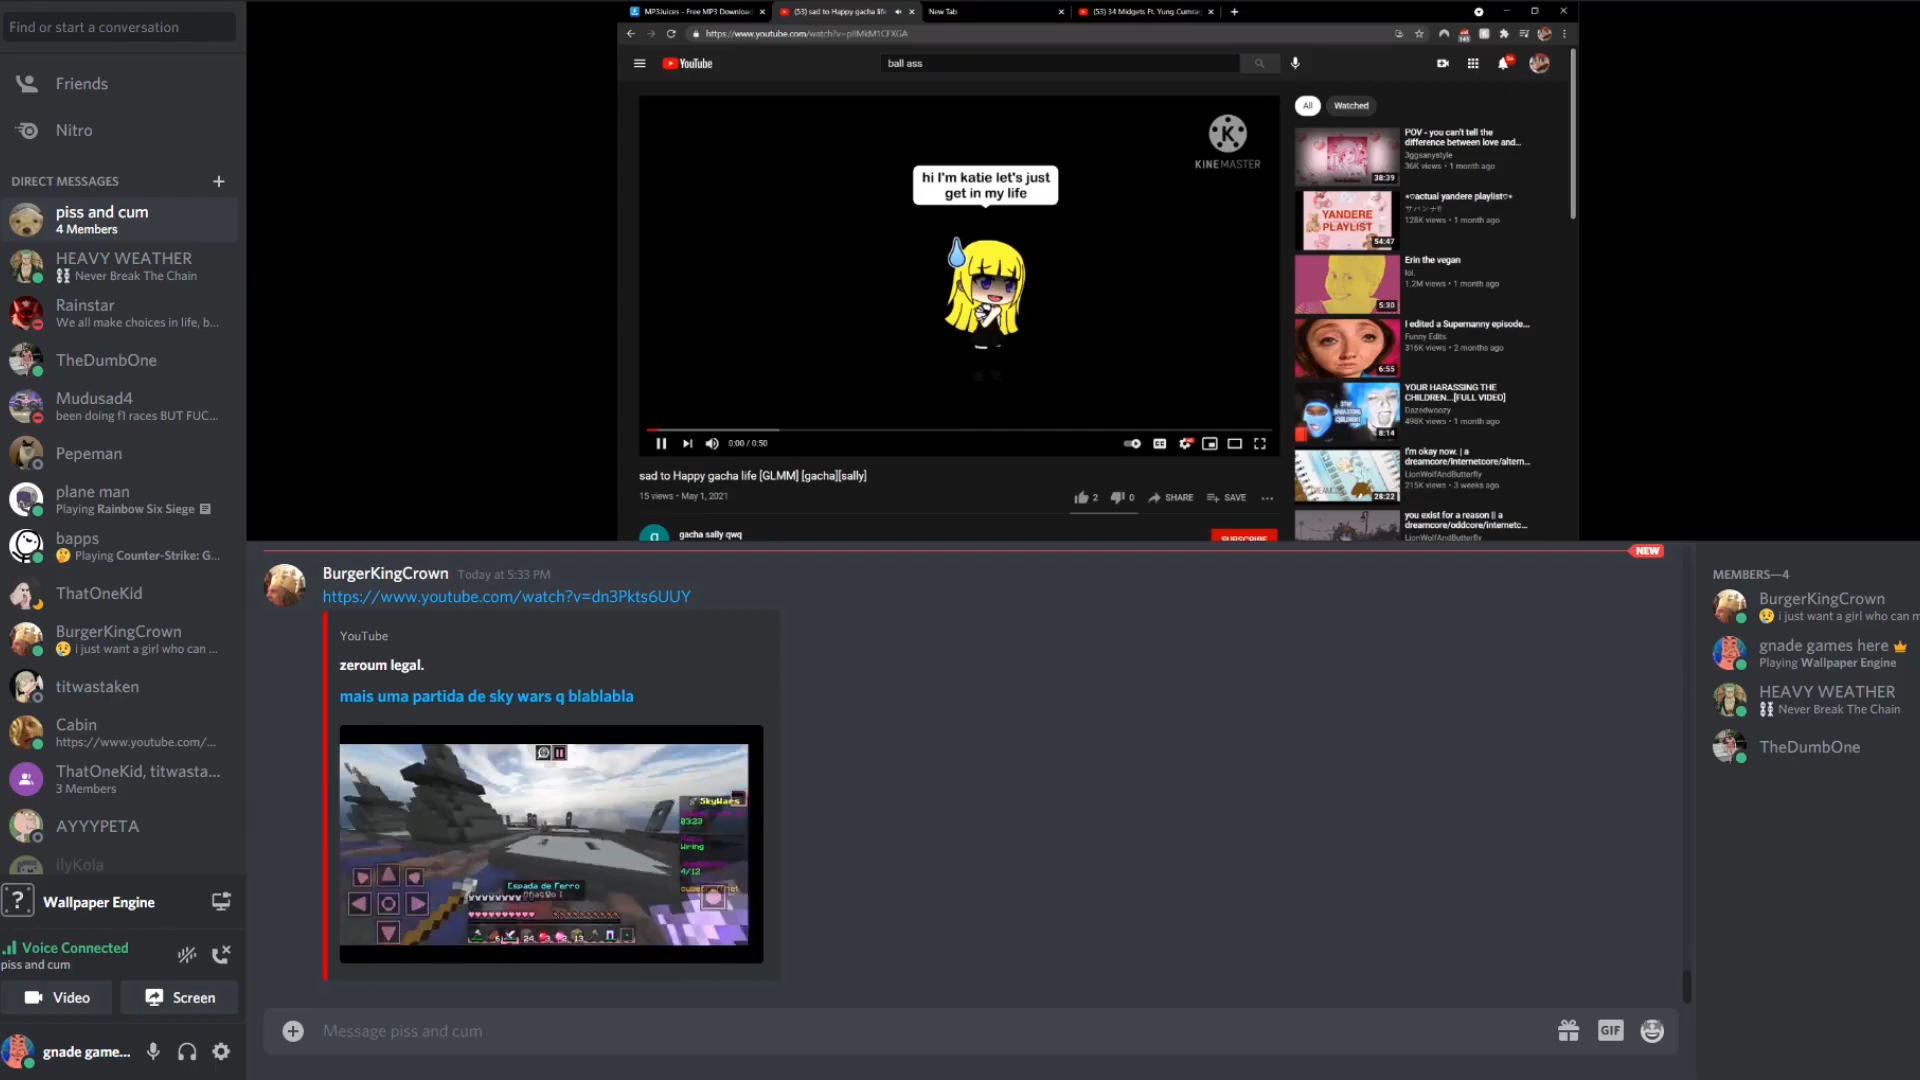 Find or start a conversation
Friends
Nitro
DIRECT MESSAGES
piss and cum
4 Members
HEAVY WEATHER
Never Break The Chain
Rainstar
We all make choices in life, b...
TheDumbOne
Mudusad4
been doing f1 races BUT FUC...
Pepeman
plane man
Playing Rainbow Six Siege
bapps
Playing Counter-Strike: G...
ThatOneKid
BurgerKingCrown
i just want a girl who can ...
titwastaken
Cabin
https://www.youtube.com/...
ThatOneKid, titwasta...
3 Members
AYYYPETA
ilyKola
Wallpaper Engine
Voice Connected
piss and cum
Video
Screen
gnade game...
MP3Juices - Free MP3 Download
(53) sad to Happy gacha life
New Tab
(53) 34 Midgets Ft. Yung Cumra
YouTube
ball ass
KINEMASTER
hi I'm katie let's just
get in my life
0:00 / 0:50
sad to Happy gacha life [GLMM] [gacha][sally]
15 views • May 1, 2021
2
0
SHARE
SAVE
gacha sally qwq
SUBSCRIBE
All
Watched
POV - you can't tell the
difference between love and...
3ggsanystyle
36K views • 1 month ago
38:39
•♡actual yandere playlist♡•
128K views • 1 month ago
YANDERE
PLAYLIST
54:47
Erin the vegan
lol.
1.2M views • 1 month ago
5:30
I edited a Supernanny episode...
Funny Edits
316K views • 2 months ago
6:55
YOUR HARASSING THE
CHILDREN...[FULL VIDEO]
Dazedwoozy
498K views • 1 month ago
8:14
I'm okay now. | a
dreamcore/internetcore/altern...
LionWolfAndButterfly
215K views • 3 weeks ago
28:22
you exist for a reason || a
dreamcore/oddcore/internetc...
LionWolfAndButterfly
NEW
BurgerKingCrown Today at 5:33 PM
https://www.youtube.com/watch?v=dn3Pkts6UUY
YouTube
zeroum legal.
mais uma partida de sky wars q blablabla
SkyWars
03:23
Wring
4/12
Espada de Ferro
Message piss and cum
GIF
MEMBERS—4
BurgerKingCrown
i just want a girl who can m
gnade games here
Playing Wallpaper Engine
HEAVY WEATHER
Never Break The Chain
TheDumbOne